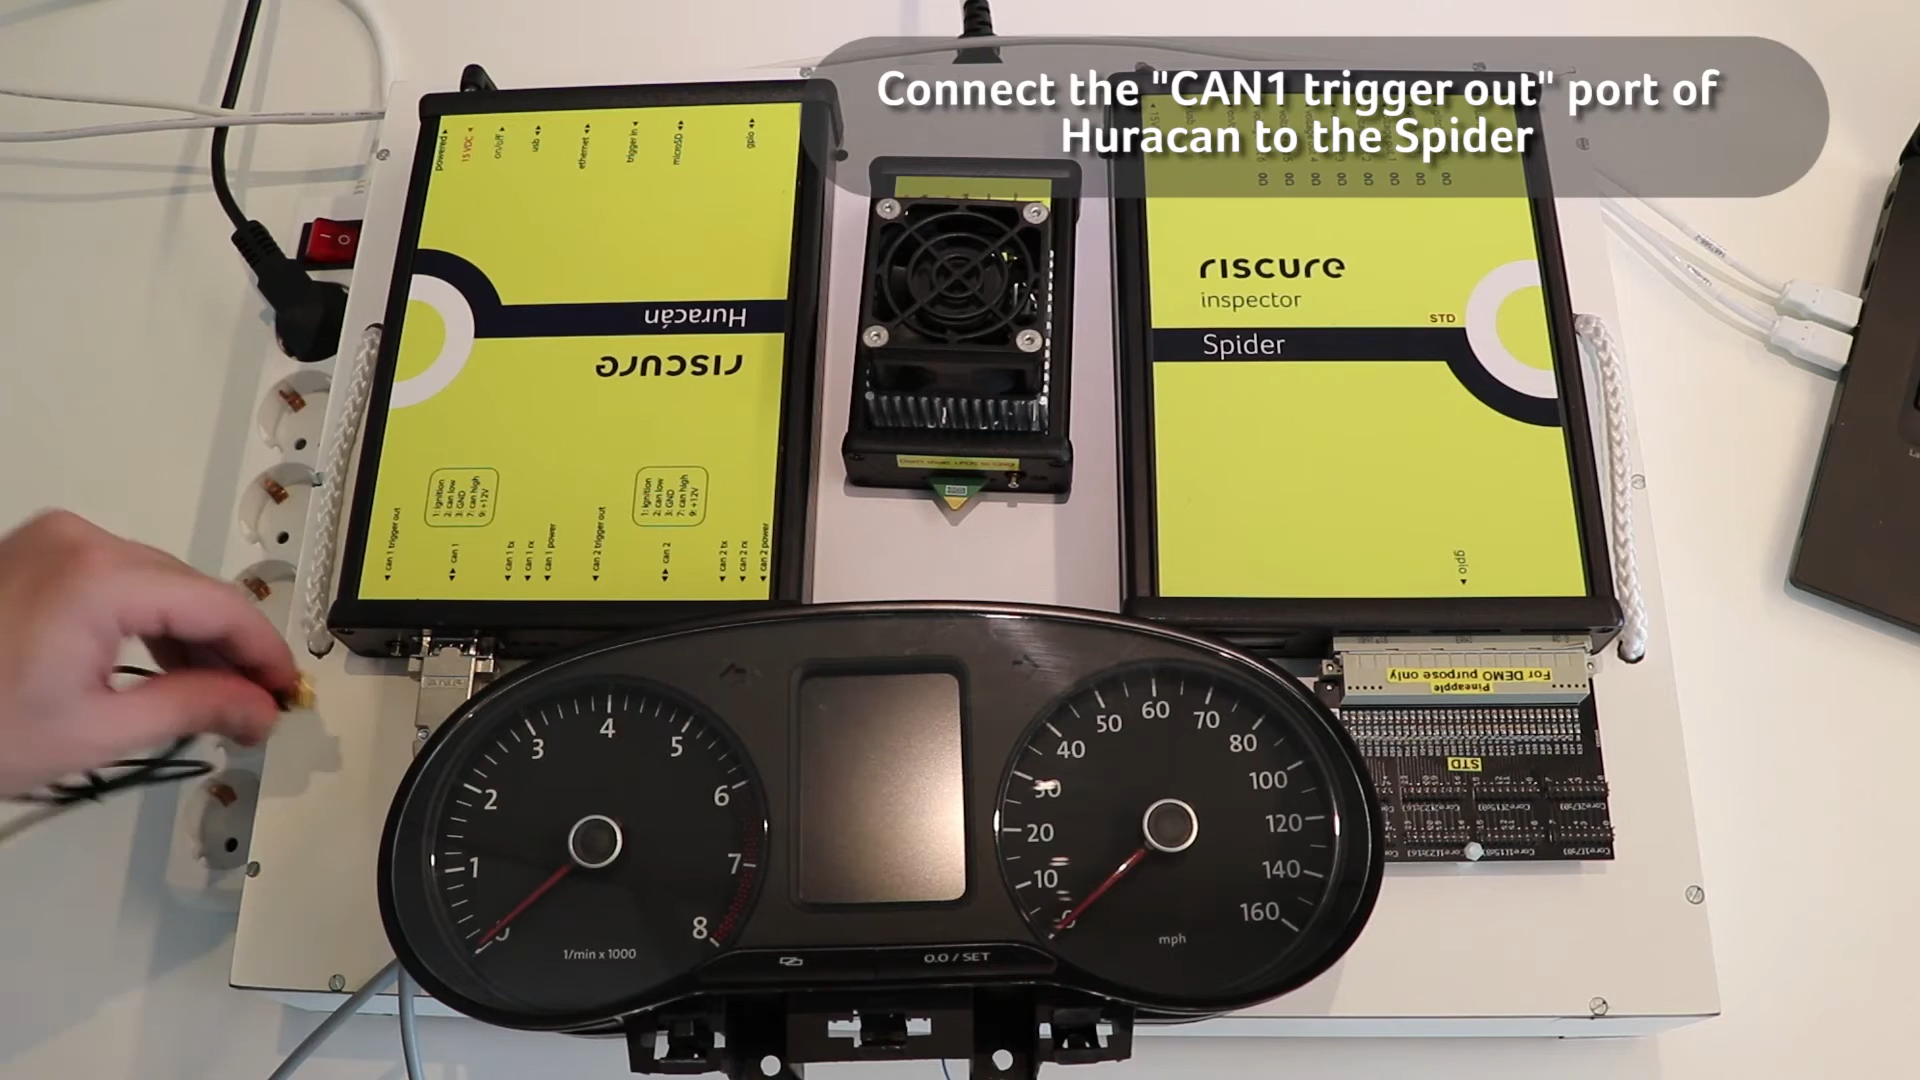 Connect the "CAN1 trigger out" port of
Huracan to the Spider
powered
15 VDC
on/off
usb
ethernet
trigger in
microSD
gpio
Huracán
riscure
1: ignition
2: can low
3: GND
7: can high
9: +12V
1: ignition
2: can low
3: GND
7: can high
9: +12V
can 1 trigger out
can 1
can 1 tx
can 1 rx
can 1 power
can 2 trigger out
can 2
can 2 tx
can 2 rx
can 2 power
riscure
inspector
STD
Spider
gpio
For DEMO
purpose only
Pineapple
STD
1
2
3
4
5
6
7
8
1/min x 1000
0.0 / SET
0
10
20
30
40
50
60
70
80
100
120
140
160
mph